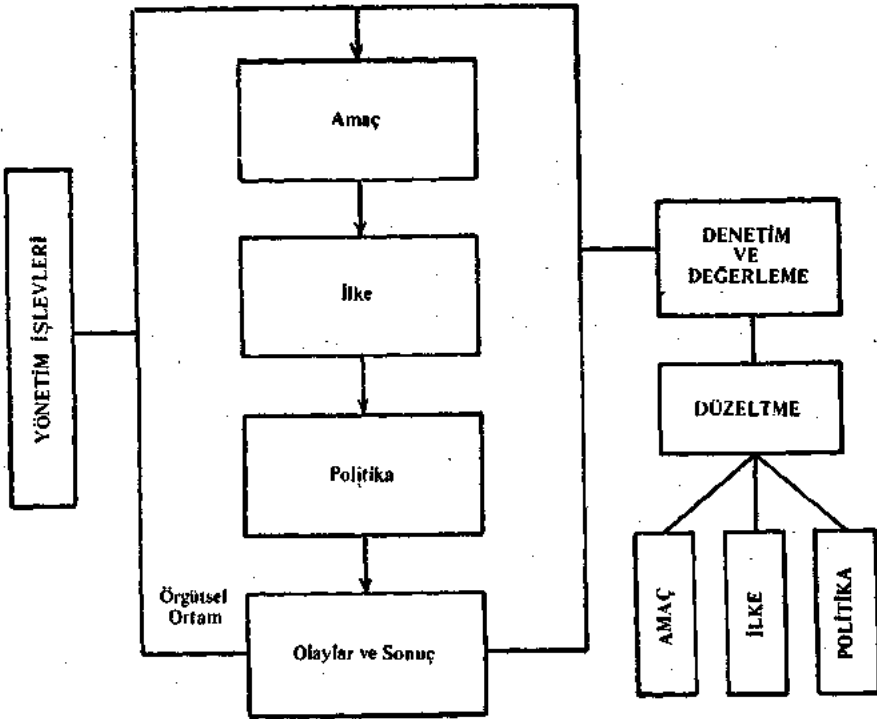 Amaç
YÖNETİM İŞLEVLERİ
İlke
DENETİM
VE
DEĞERLEME
DÜZELTME
Politika
Örgütsel
Ortam
Olaylar ve Sonuç
AMAÇ
İLKE
POLİTİKA